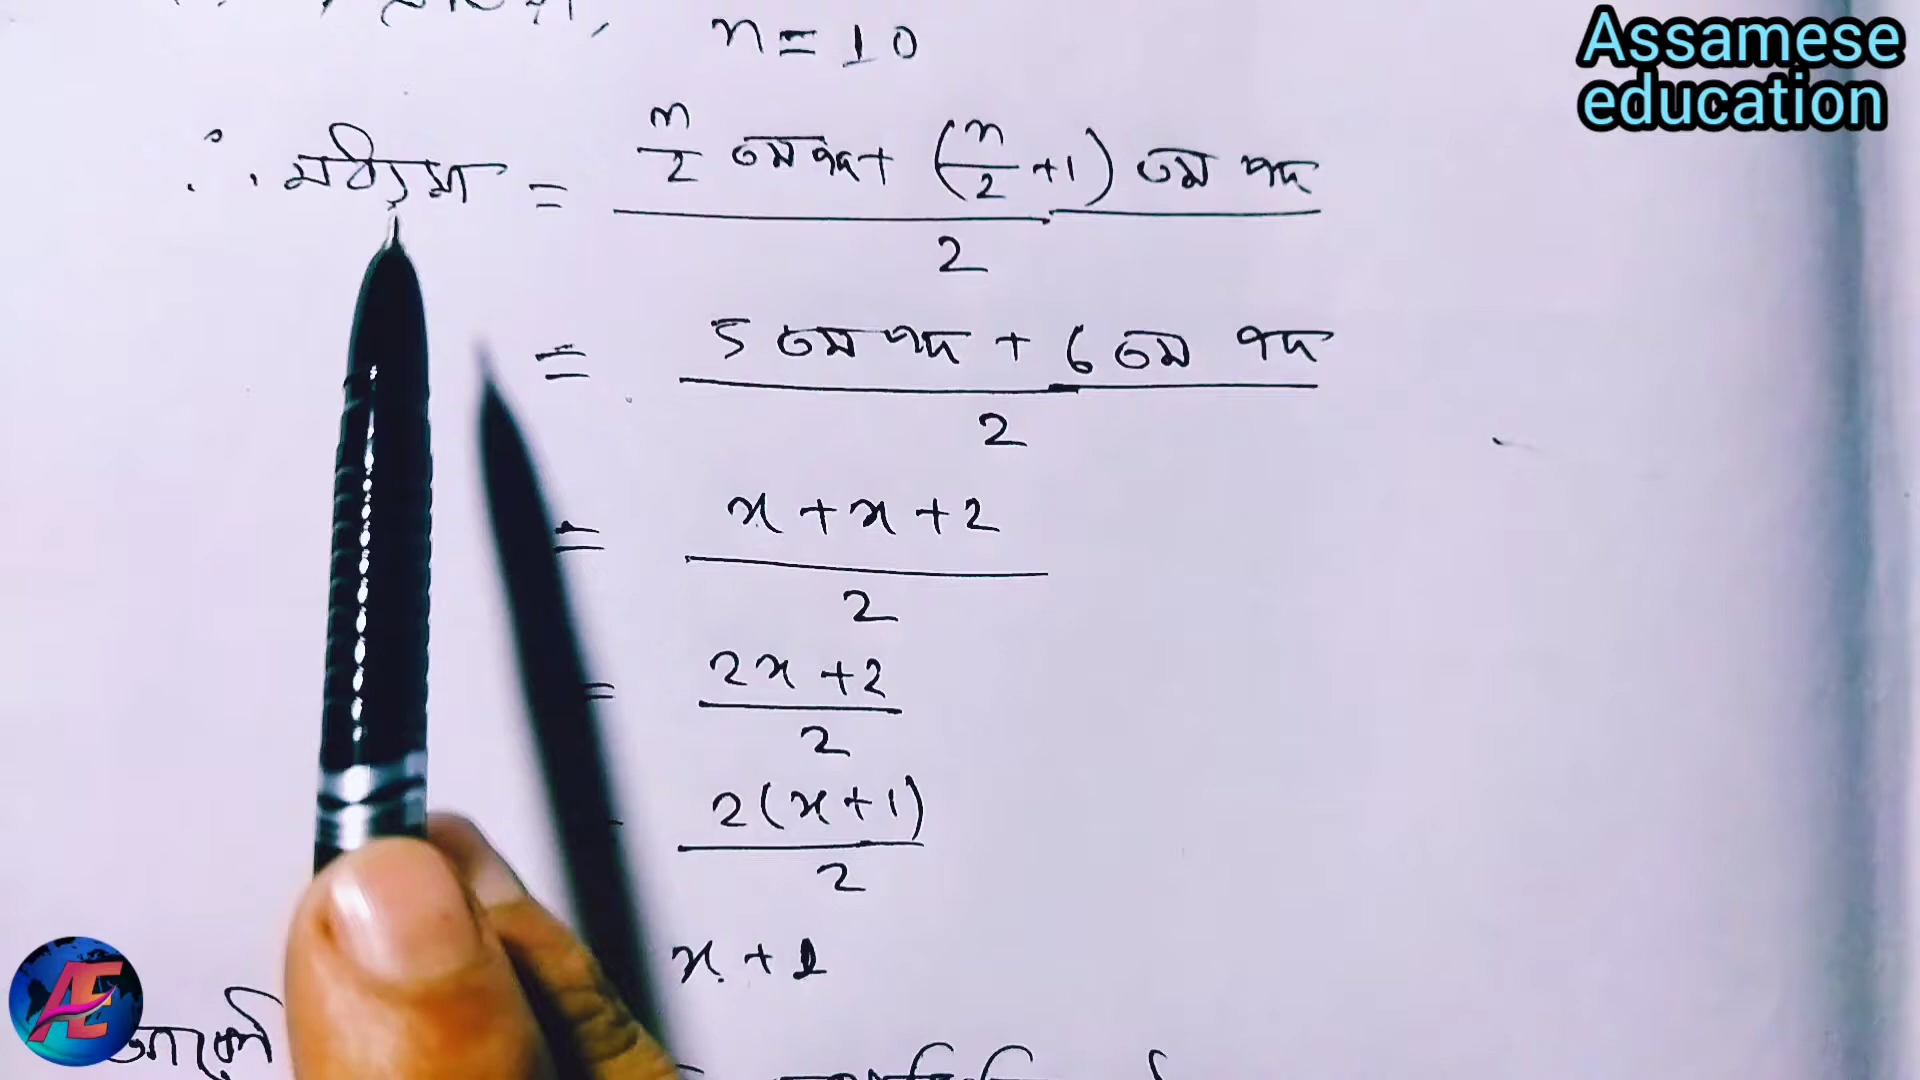 n = 10
Assamese
education
∴ মধ্যমা = n/2 তম পদ + (n/2 + 1) তম পদ
2
= 5 তম পদ + 6 তম পদ
2
= x + x + 2
2
= 2x + 2
2
2(x + 1)
2
x + 1
AE